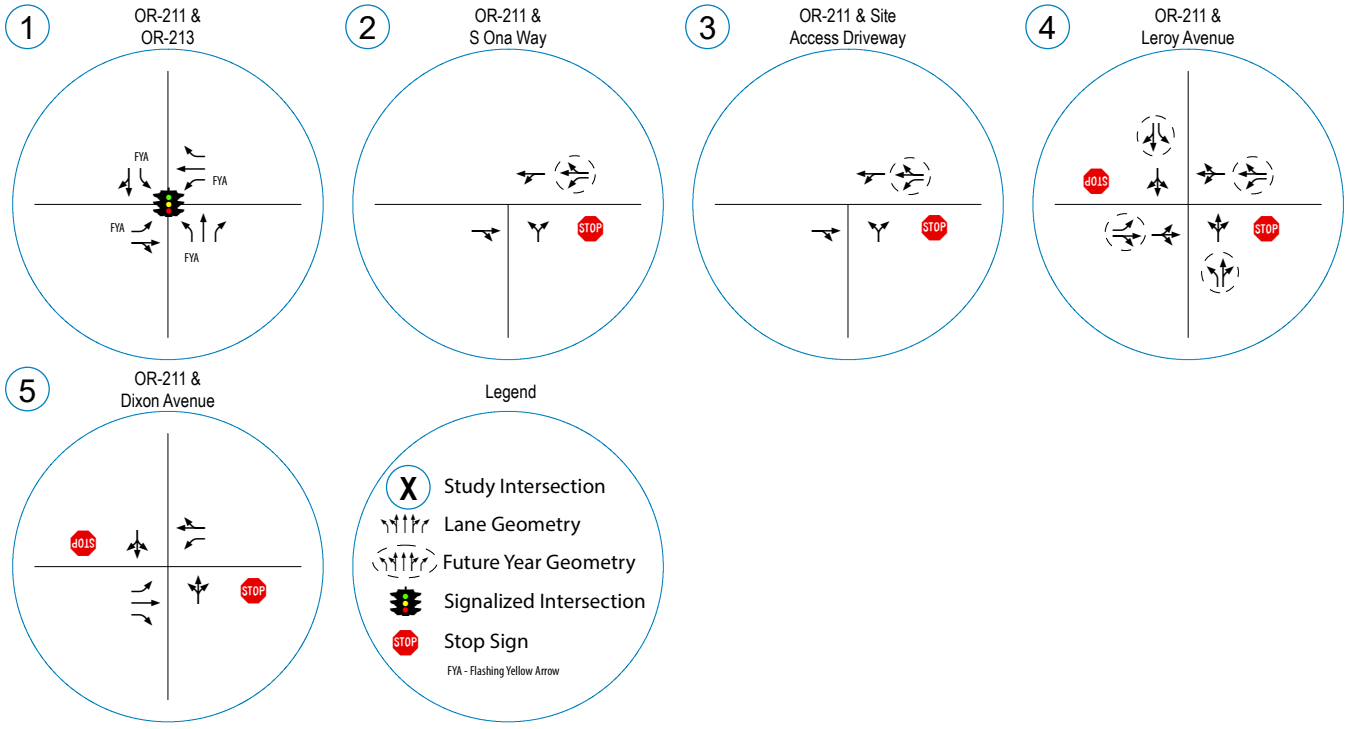 1
OR-211 &
OR-213
FYA
FYA
FYA
FYA
2
OR-211 &
S Ona Way
STOP
3
OR-211 & Site
Access Driveway
STOP
4
OR-211 &
Leroy Avenue
STOP
STOP
5
OR-211 &
Dixon Avenue
STOP
STOP
Legend
X Study Intersection
Lane Geometry
Future Year Geometry
Signalized Intersection
STOP Stop Sign
FYA - Flashing Yellow Arrow